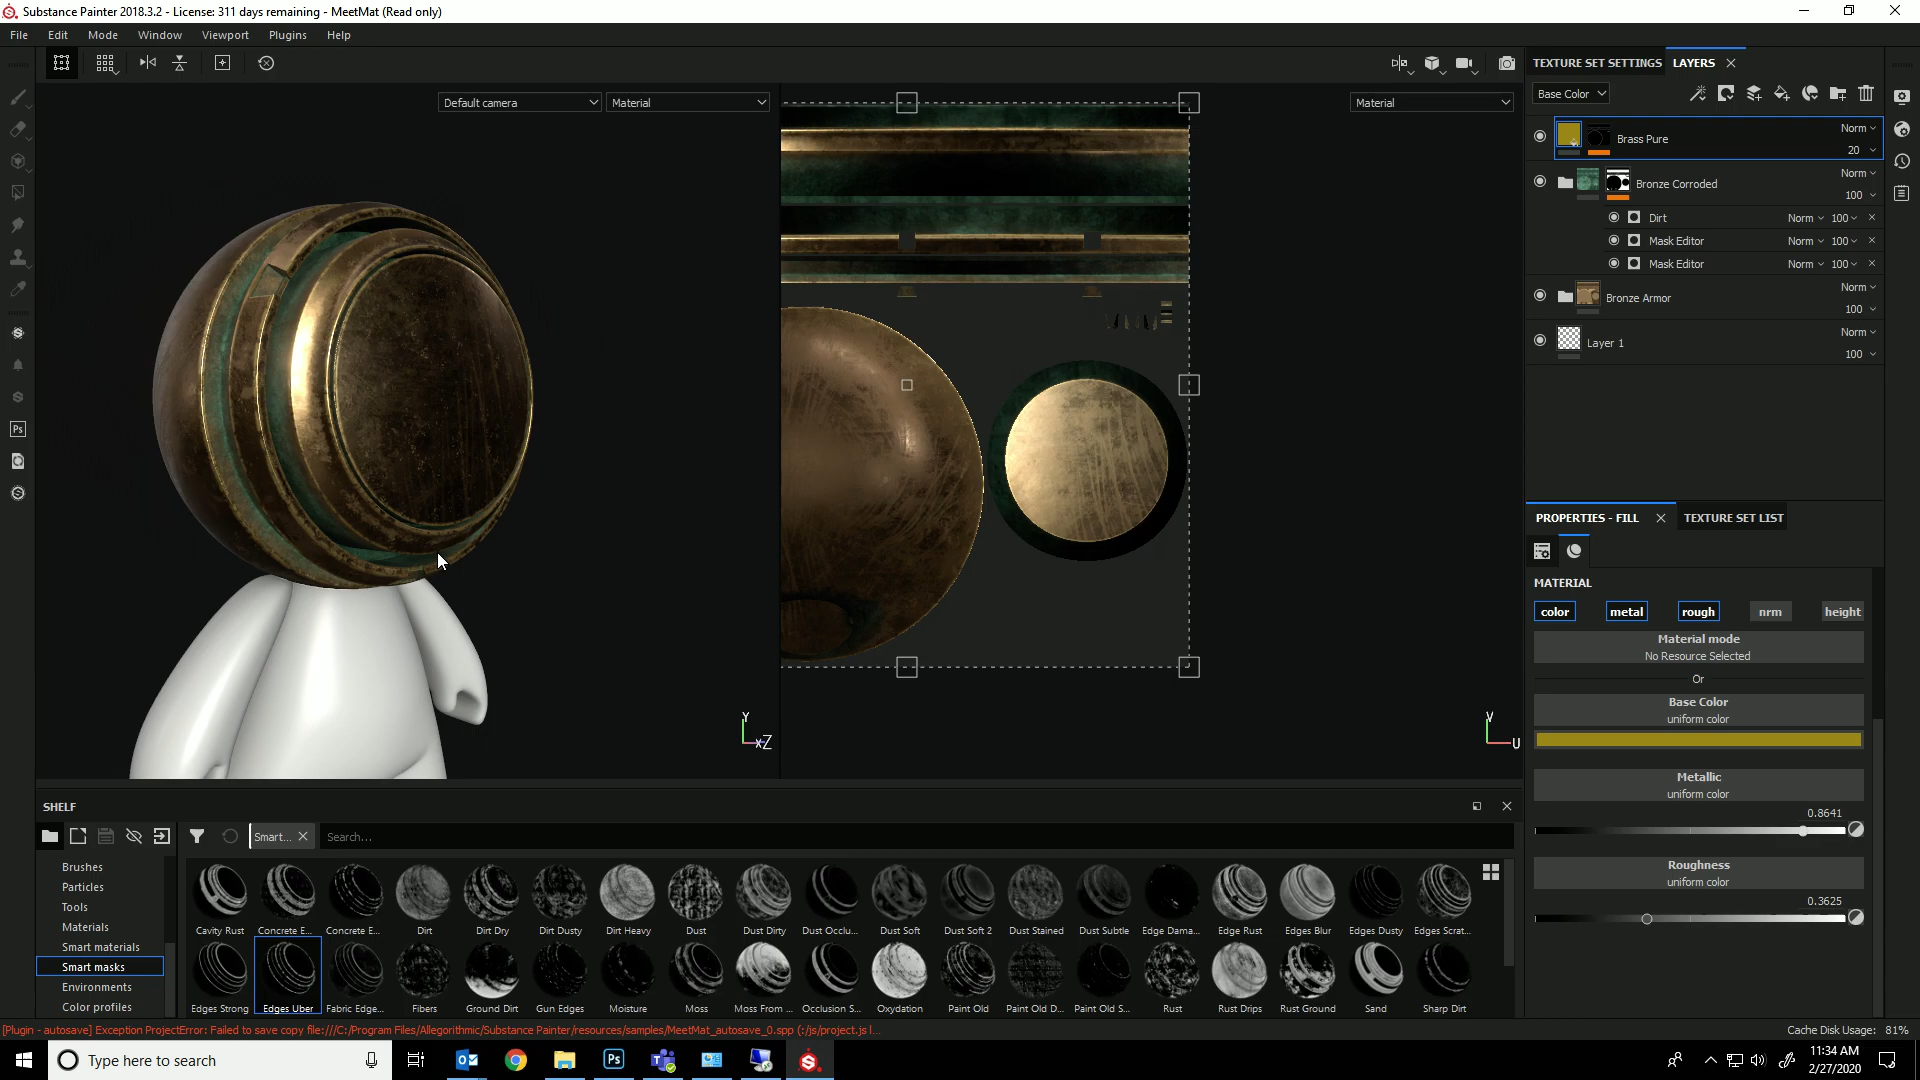 Substance Painter 2018.3.2 - License: 311 days remaining - MeetMat (Read only)
File Edit Mode Window Viewport Plugins Help
Default camera
Material
Material
TEXTURE SET SETTINGS
LAYERS
Base Color
Brass Pure
Norm
20
Bronze Corroded
Norm
100
Dirt Norm 100
Mask Editor Norm 100
Mask Editor Norm 100
Bronze Armor
Norm
100
Layer 1
Norm
100
Y
Z
V
U
Ps
PROPERTIES - FILL
TEXTURE SET LIST
MATERIAL
color metal rough nrm height
Material mode
No Resource Selected
Or
Base Color
uniform color
Metallic
uniform color
0.8641
Roughness
uniform color
0.3625
SHELF
Smart...
Search...
Brushes
Particles
Tools
Materials
Smart materials
Smart masks
Environments
Color profiles
Cavity Rust Concrete E... Concrete E... Dirt Dirt Dry Dirt Dusty Dirt Heavy Dust Dust Dirty Dust Occlu... Dust Soft Dust Soft 2 Dust Stained Dust Subtle Edge Dama... Edge Rust Edges Blur Edges Dusty Edges Scrat...
Edges Strong Edges Uber Fabric Edge... Fibers Ground Dirt Gun Edges Moisture Moss Moss From ... Occlusion S... Oxydation Paint Old Paint Old D... Paint Old S... Rust Rust Drips Rust Ground Sand Sharp Dirt
[Plugin - autosave] Exception ProjectError: Failed to save copy file:///C:/Program Files/Allegorithmic/Substance Painter/resources/samples/MeetMat_autosave_0.spp (:/js/project.js l...
Cache Disk Usage: 81%
Type here to search
Ps
11:34 AM
2/27/2020